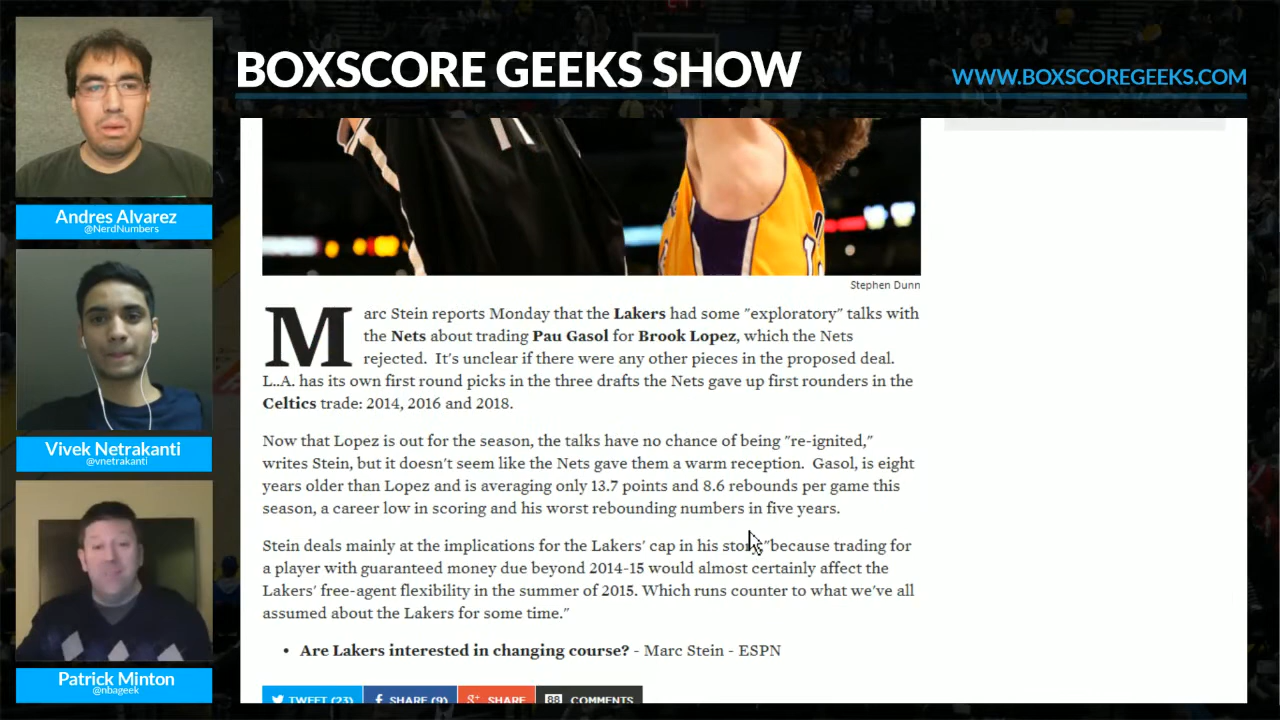 BOXSCORE GEEKS SHOW
WWW.BOXSCOREGEEKS.COM
Andres Alvarez
@NerdNumbers
Vivek Netrakanti
@vnetrakanti
Patrick Minton
@nbageek
Stephen Dunn
Marc Stein reports Monday that the Lakers had some "exploratory" talks with
the Nets about trading Pau Gasol for Brook Lopez, which the Nets
rejected. It's unclear if there were any other pieces in the proposed deal.
L..A. has its own first round picks in the three drafts the Nets gave up first rounders in the
Celtics trade: 2014, 2016 and 2018.
Now that Lopez is out for the season, the talks have no chance of being "re-ignited,"
writes Stein, but it doesn't seem like the Nets gave them a warm reception. Gasol, is eight
years older than Lopez and is averaging only 13.7 points and 8.6 rebounds per game this
season, a career low in scoring and his worst rebounding numbers in five years.
Stein deals mainly at the implications for the Lakers' cap in his "because trading for
a player with guaranteed money due beyond 2014-15 would almost certainly affect the
Lakers' free-agent flexibility in the summer of 2015. Which runs counter to what we've all
assumed about the Lakers for some time."
• Are Lakers interested in changing course? - Marc Stein - ESPN
TWEET (23)
SHARE (9)
SHARE
88 COMMENTS